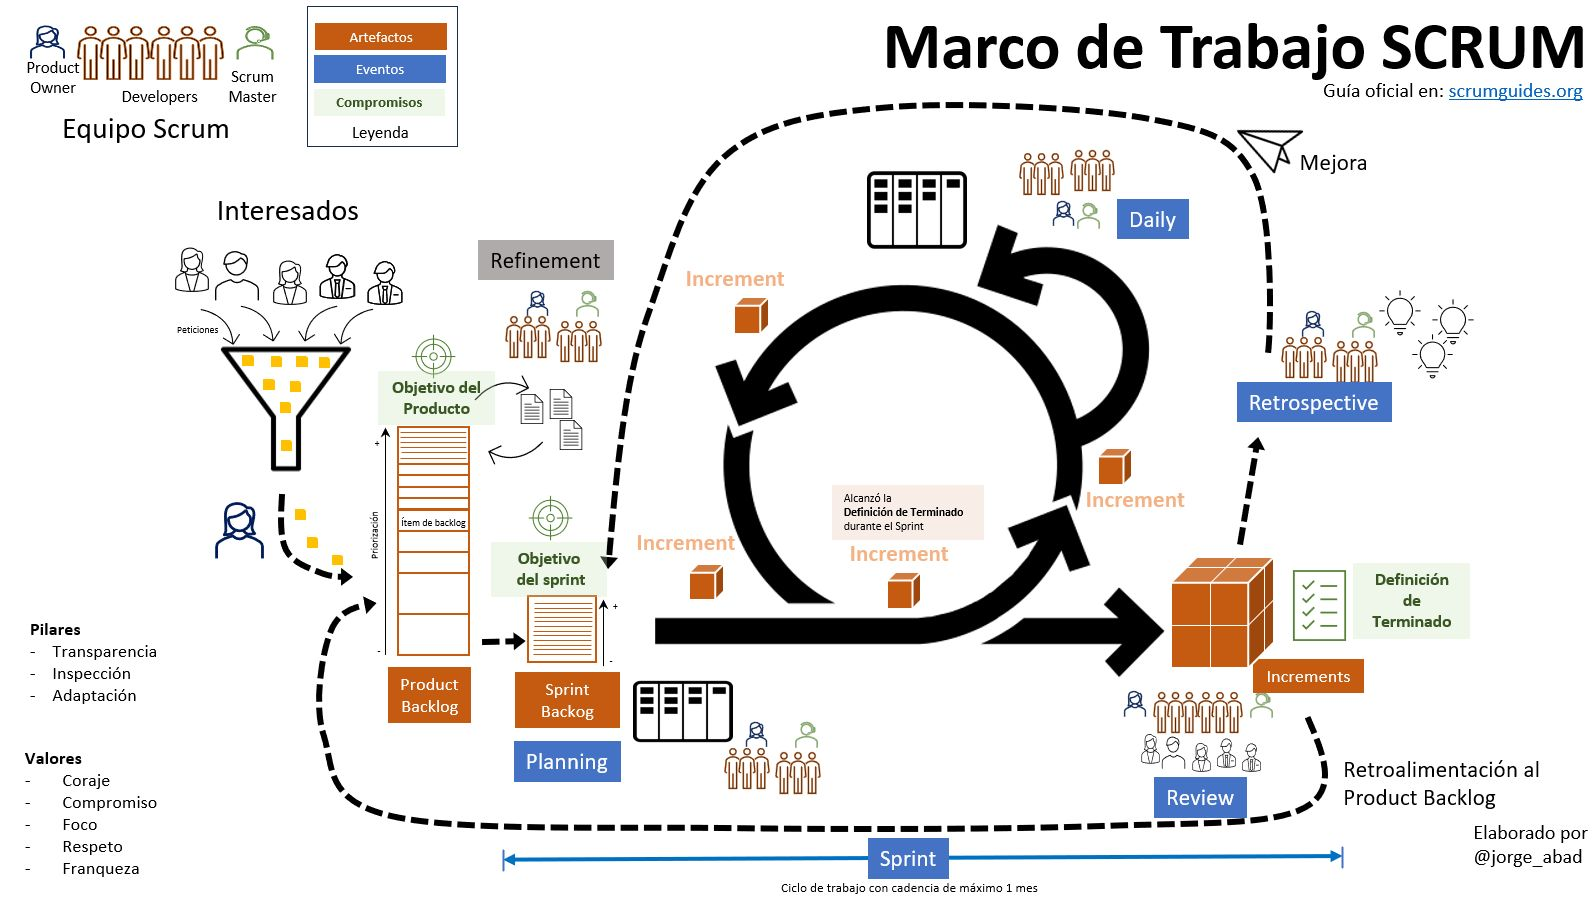 Marco de Trabajo SCRUM
Guía oficial en: scrumguides.org
Product
Owner
Developers
Scrum
Master
Equipo Scrum
Artefactos
Eventos
Compromisos
Leyenda
Interesados
Peticiones
Refinement
Objetivo del
Producto
+
Priorización
-
Ítem de backlog
Product
Backlog
Objetivo
del sprint
+
-
Sprint
Backog
Planning
Increment
Increment
Increment
Alcanzó la
Definición de Terminado
durante el Sprint
Increment
Daily
Mejora
Retrospective
Definición
de
Terminado
Increments
Review
Retroalimentación al
Product Backlog
Pilares
- Transparencia
- Inspección
- Adaptación
Valores
- Coraje
- Compromiso
- Foco
- Respeto
- Franqueza
Sprint
Ciclo de trabajo con cadencia de máximo 1 mes
Elaborado por
@jorge_abad